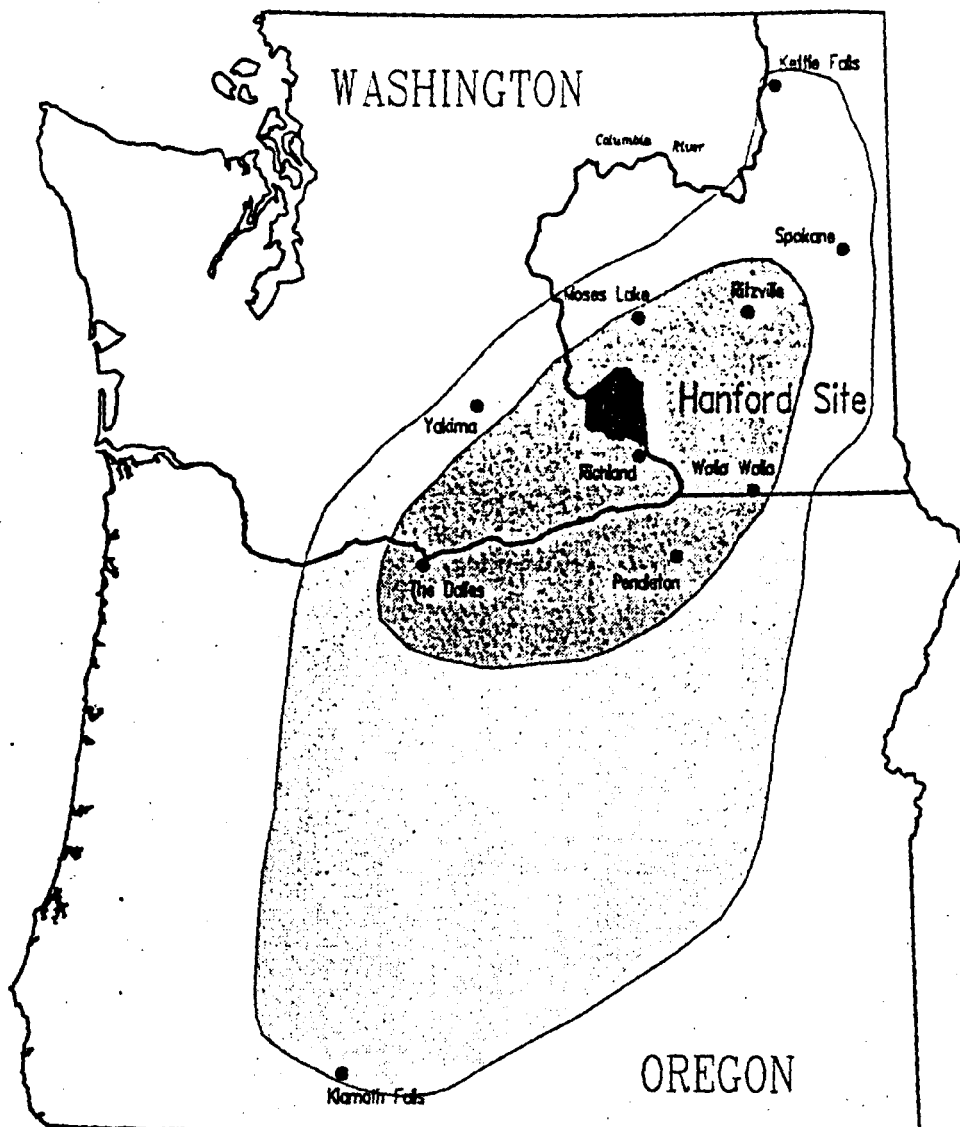 WASHINGTON
Kettle Falls
Columbia River
Spokane
Moses Lake
Ritzville
Hanford Site
Yakima
Richland
Walla Walla
The Dalles
Pendleton
OREGON
Klamath Falls